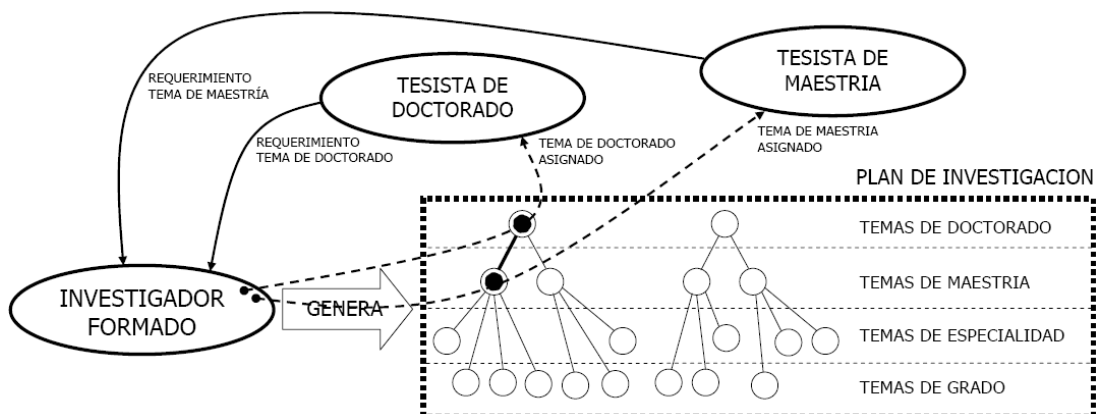 TESISTA DE
MAESTRIA
TESISTA DE
DOCTORADO
REQUERIMIENTO
TEMA DE MAESTRÍA
REQUERIMIENTO
TEMA DE DOCTORADO
TEMA DE DOCTORADO
ASIGNADO
TEMA DE MAESTRIA
ASIGNADO
PLAN DE INVESTIGACION
TEMAS DE DOCTORADO
TEMAS DE MAESTRIA
INVESTIGADOR
FORMADO
GENERA
TEMAS DE ESPECIALIDAD
TEMAS DE GRADO